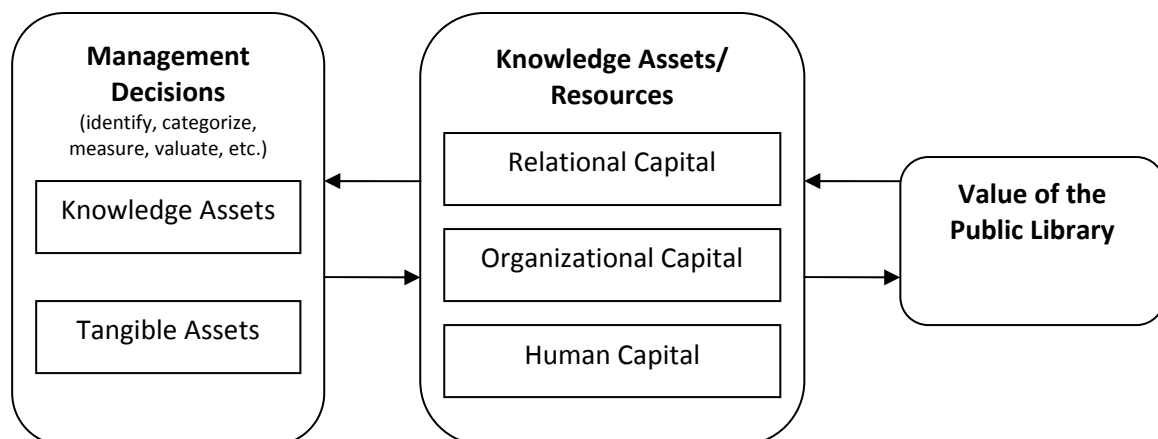 Management
Decisions
(identify, categorize,
measure, valuate, etc.)
Knowledge Assets
Tangible Assets
Knowledge Assets/
Resources
Relational Capital
Organizational Capital
Human Capital
Value of the
Public Library